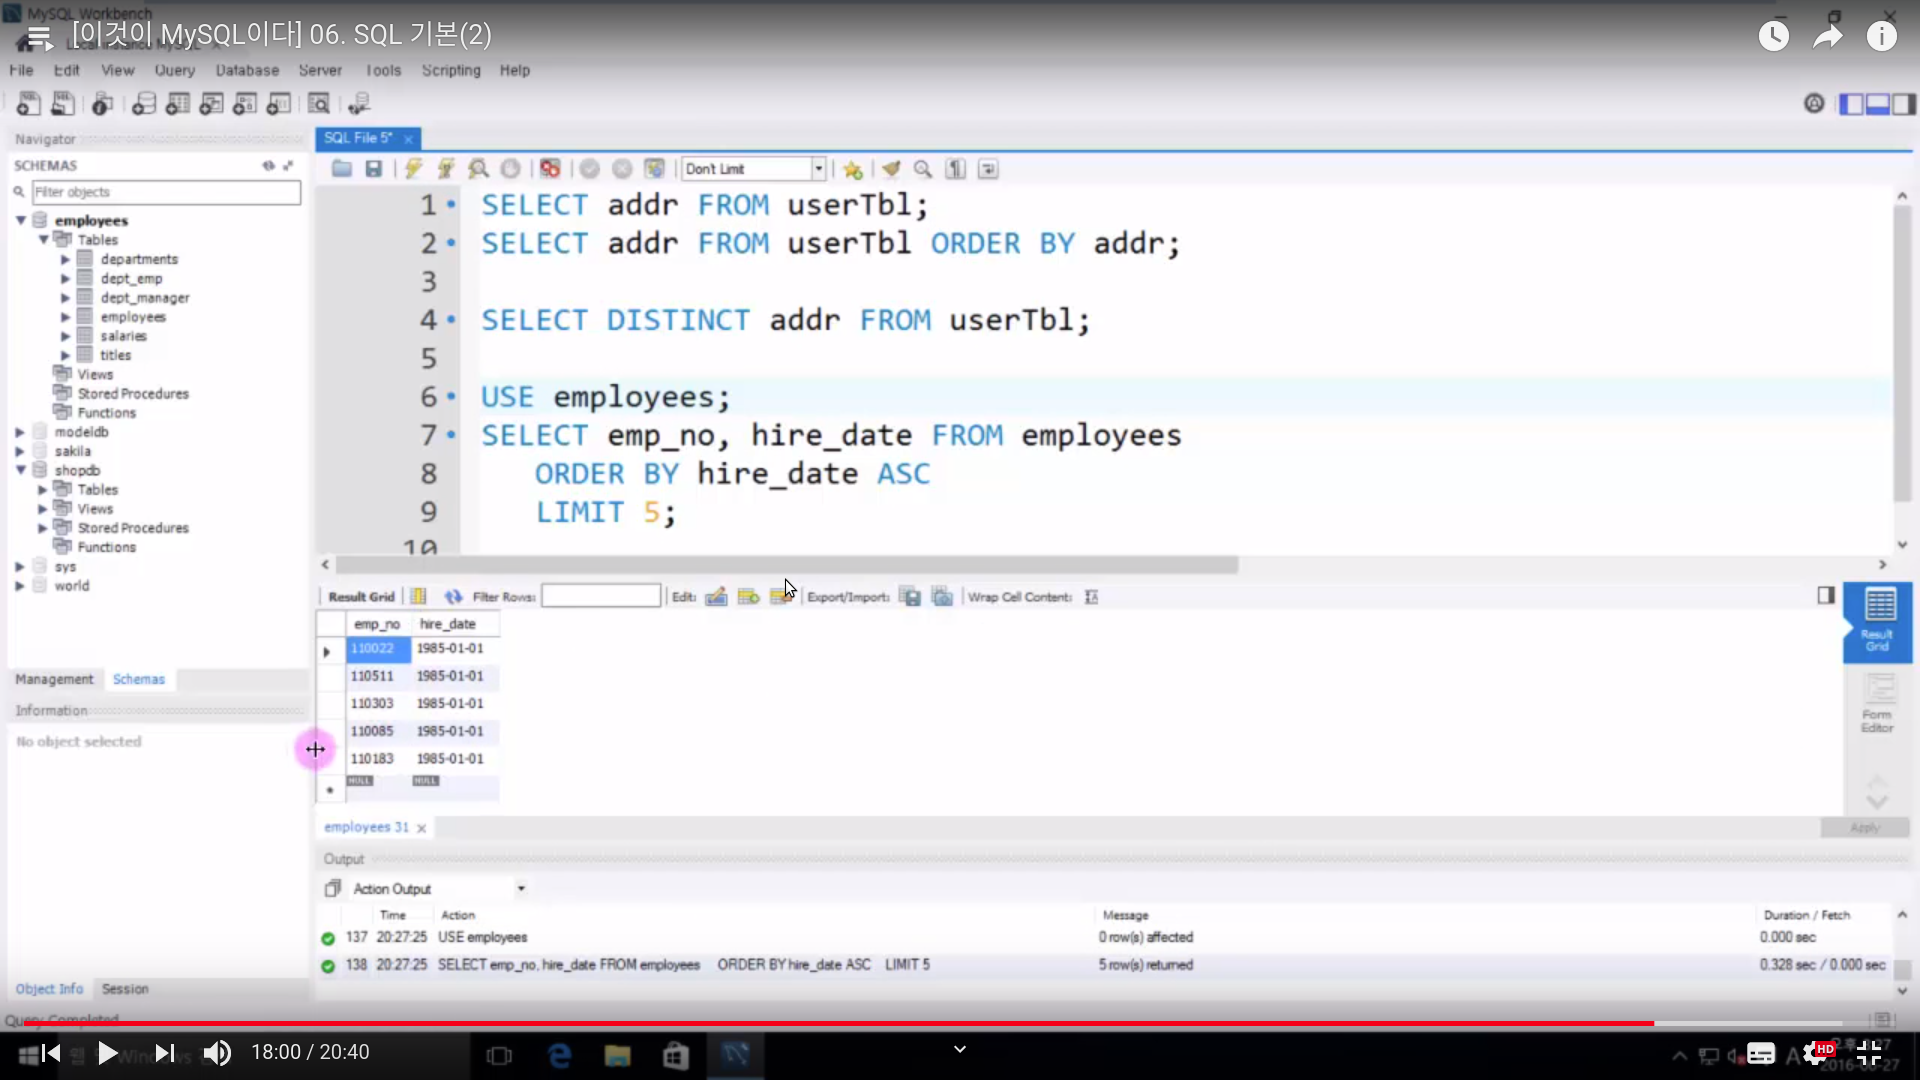 MySQL Workbench
[이것이 MySQL이다] 06. SQL 기본(2)
File Edit View Query Database Server Tools Scripting Help
Navigator
SQL File 5*
SCHEMAS
Don't Limit
Filter objects
employees
Tables
departments
dept_emp
dept_manager
employees
salaries
titles
Views
Stored Procedures
Functions
modeldb
sakila
shopdb
Tables
Views
Stored Procedures
Functions
sys
world
Management Schemas
Information
No object selected
Object Info Session
1 SELECT addr FROM userTbl;
2 SELECT addr FROM userTbl ORDER BY addr;
3
4 SELECT DISTINCT addr FROM userTbl;
5
6 USE employees;
7 SELECT emp_no, hire_date FROM employees
8 ORDER BY hire_date ASC
9 LIMIT 5;
10
Result Grid Filter Rows: Edit: Export/Import: Wrap Cell Content:
emp_no hire_date
110022 1985-01-01
110511 1985-01-01
110303 1985-01-01
110085 1985-01-01
110183 1985-01-01
NULL NULL
Result
Grid
Form
Editor
employees 31
Apply
Output
Action Output
Time Action Message Duration / Fetch
137 20:27:25 USE employees 0 row(s) affected 0.000 sec
138 20:27:25 SELECT emp_no, hire_date FROM employees ORDER BY hire_date ASC LIMIT 5 5 row(s) returned 0.328 sec / 0.000 sec
Query Completed
18:00 / 20:40
HD